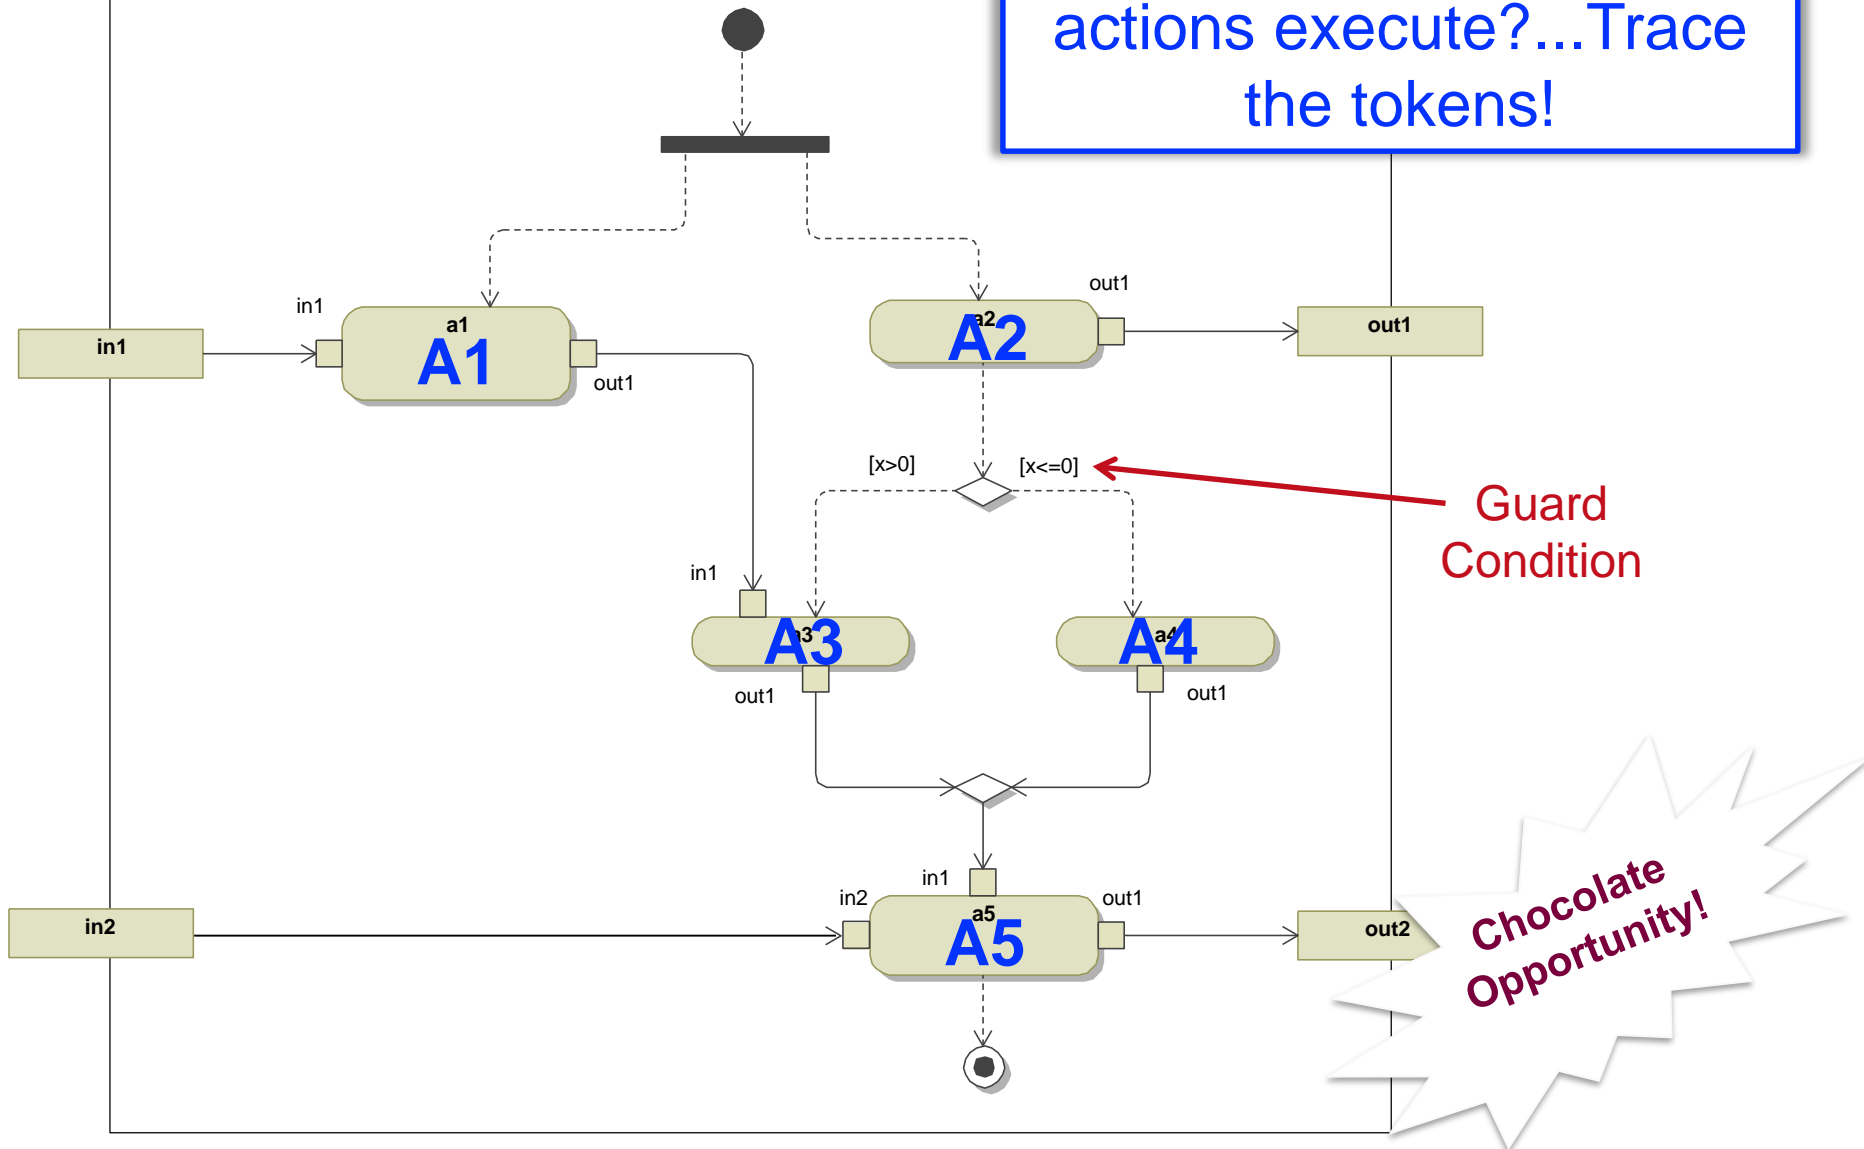 actions execute?...Trace
the tokens!
in1
in1
a1
A1
out1
a2
A2
out1
out1
[x>0]
[x<=0]
Guard
Condition
in1
a3
A3
out1
a4
A4
out1
in2
in2
in1
a5
A5
out1
out2
Chocolate
Opportunity!